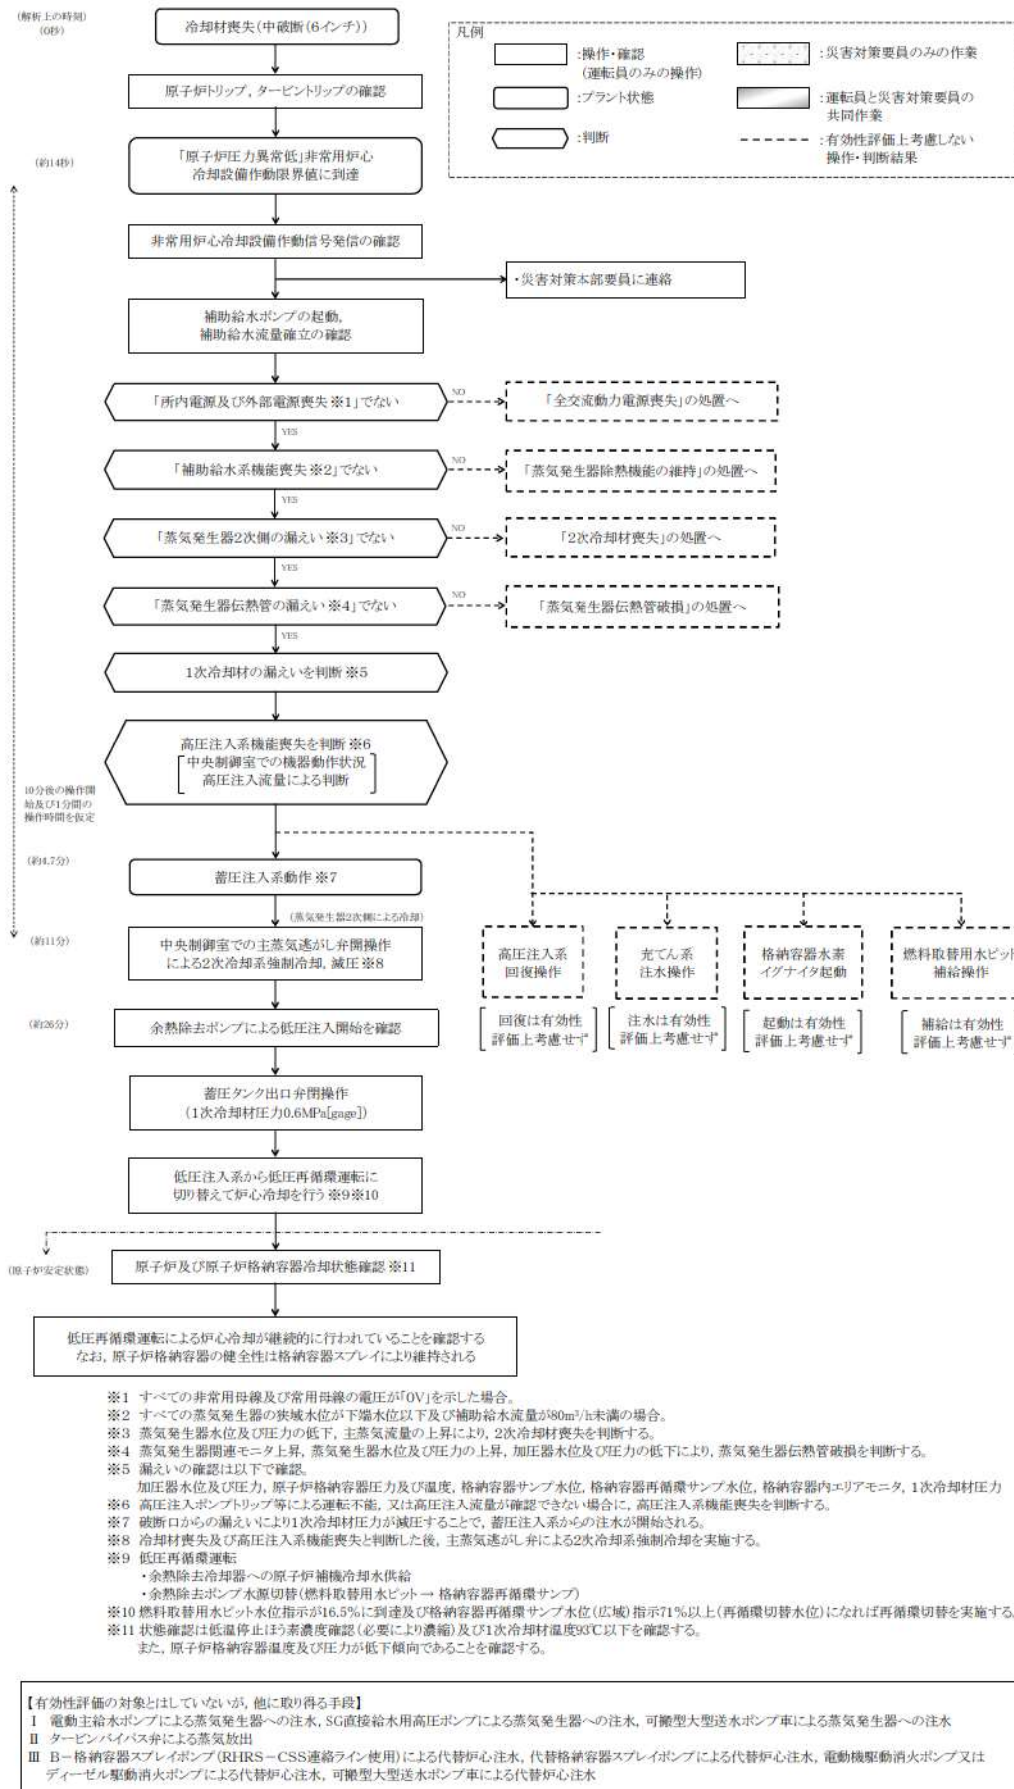 (解析上の時刻)
(0秒)
冷却材喪失(中破断(6インチ))
凡例
:操作・確認
(運転員のみの操作)
:災害対策要員のみの作業
:プラント状態
:運転員と災害対策要員の
共同作業
:判断
:有効性評価上考慮しない
操作・判断結果
原子炉トリップ, タービントリップの確認
(約14秒)
「原子炉圧力異常低」非常用炉心
冷却設備作動限界値に到達
非常用炉心冷却設備作動信号発信の確認
・災害対策本部要員に連絡
補助給水ポンプの起動,
補助給水流量確立の確認
「所内電源及び外部電源喪失※1」でない
NO
「全交流動力電源喪失」の処置へ
YES
「補助給水系機能喪失※2」でない
NO
「蒸気発生器除熱機能の維持」の処置へ
YES
「蒸気発生器2次側の漏えい※3」でない
NO
「2次冷却材喪失」の処置へ
YES
「蒸気発生器伝熱管の漏えい※4」でない
NO
「蒸気発生器伝熱管破損」の処置へ
YES
1次冷却材の漏えいを判断※5
高圧注入系機能喪失を判断※6
中央制御室での機器動作状況
高圧注入流量による判断
10分後の操作開
始及び1分間の
操作時間を仮定
(約4.7分)
蓄圧注入系動作※7
(蒸気発生器2次側による冷却)
(約11分)
中央制御室での主蒸気逃がし弁開操作
による2次冷却系強制冷却, 減圧※8
高圧注入系
回復操作
充てん系
注水操作
格納容器水素
イグナイタ起動
燃料取替用水ピット
補給操作
回復は有効性
評価上考慮せず
注水は有効性
評価上考慮せず
起動は有効性
評価上考慮せず
補給は有効性
評価上考慮せず
(約26分)
余熱除去ポンプによる低圧注入開始を確認
蓄圧タンク出口弁閉操作
(1次冷却材圧力0.6MPa[gage])
低圧注入系から低圧再循環運転に
切り替えて炉心冷却を行う※9※10
(原子炉安定状態)
原子炉及び原子炉格納容器冷却状態確認※11
低圧再循環運転による炉心冷却が継続的に行われていることを確認する
なお, 原子炉格納容器の健全性は格納容器スプレイにより維持される
※1 すべての非常用母線及び常用母線の電圧が「0V」を示した場合。
※2 すべての蒸気発生器の狭域水位が下端水位以下及び補助給水流量が80m³/h未満の場合。
※3 蒸気発生器水位及び圧力の低下, 主蒸気流量の上昇により, 2次冷却材喪失を判断する。
※4 蒸気発生器関連モニタ上昇, 蒸気発生器水位及び圧力の上昇, 加圧器水位及び圧力の低下により, 蒸気発生器伝熱管破損を判断する。
※5 漏えいの確認は以下で確認。
加圧器水位及び圧力, 原子炉格納容器圧力及び温度, 格納容器サンプ水位, 格納容器再循環サンプ水位, 格納容器内エリアモニタ, 1次冷却材圧力
※6 高圧注入ポンプトリップ等による運転不能, 又は高圧注入流量が確認できない場合に, 高圧注入系機能喪失を判断する。
※7 破断口からの漏えいにより1次冷却材圧力が減圧することで, 蓄圧注入系からの注水が開始される。
※8 冷却材喪失及び高圧注入系機能喪失と判断した後, 主蒸気逃がし弁による2次冷却系強制冷却を実施する。
※9 低圧再循環運転
・余熱除去冷却器への原子炉補機冷却水供給
・余熱除去ポンプ水源切替(燃料取替用水ピット → 格納容器再循環サンプ)
※10 燃料取替用水ピット水位指示が16.5%に到達及び格納容器再循環サンプ水位(広域)指示71%以上(再循環切替水位)になれば再循環切替を実施する。
※11 状態確認は低温停止ほう素濃度確認(必要により濃縮)及び1次冷却材温度93℃以下を確認する。
また, 原子炉格納容器温度及び圧力が低下傾向であることを確認する。
【有効性評価の対象とはしていないが, 他に取り得る手段】
Ⅰ 電動主給水ポンプによる蒸気発生器への注水, SG直接給水用高圧ポンプによる蒸気発生器への注水, 可搬型大型送水ポンプ車による蒸気発生器への注水
Ⅱ タービンバイパス弁による蒸気放出
Ⅲ B－格納容器スプレイポンプ(RHRS－CSS連絡ライン使用)による代替炉心注水, 代替格納容器スプレイポンプによる代替炉心注水, 電動機駆動消火ポンプ又は
ディーゼル駆動消火ポンプによる代替炉心注水, 可搬型大型送水ポンプ車による代替炉心注水